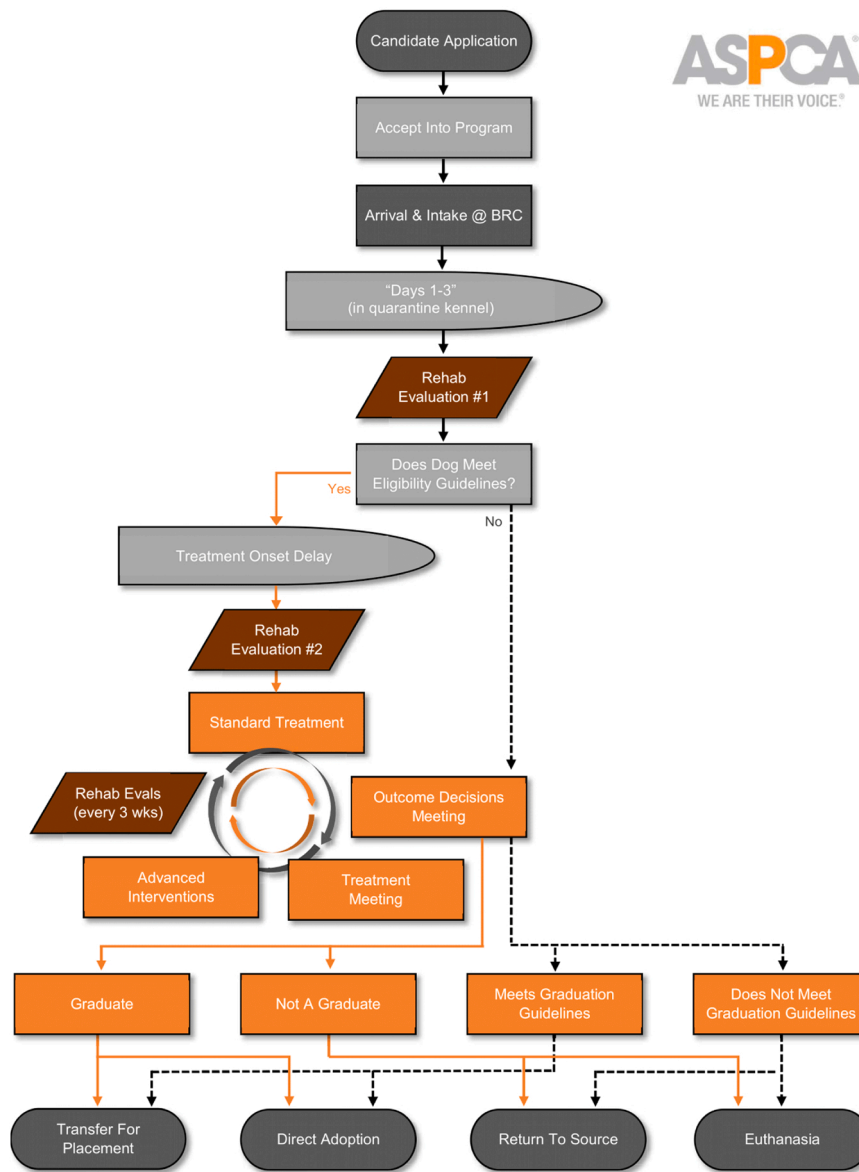 Candidate Application
ASPCA®
WE ARE THEIR VOICE.®
Accept Into Program
Arrival & Intake @ BRC
“Days 1-3”
(in quarantine kennel)
Rehab
Evaluation #1
Does Dog Meet
Eligibility Guidelines?
Yes
No
Treatment Onset Delay
Rehab
Evaluation #2
Standard Treatment
Rehab Evals
(every 3 wks)
Outcome Decisions
Meeting
Advanced
Interventions
Treatment
Meeting
Graduate
Not A Graduate
Meets Graduation
Guidelines
Does Not Meet
Graduation Guidelines
Transfer For
Placement
Direct Adoption
Return To Source
Euthanasia